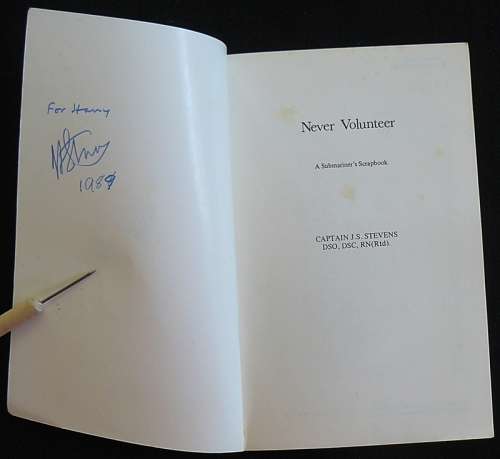 For Harry
1989
Never Volunteer
A Submariner's Scrapbook
CAPTAIN J.S. STEVENS
DSO, DSC, RN(Rtd).